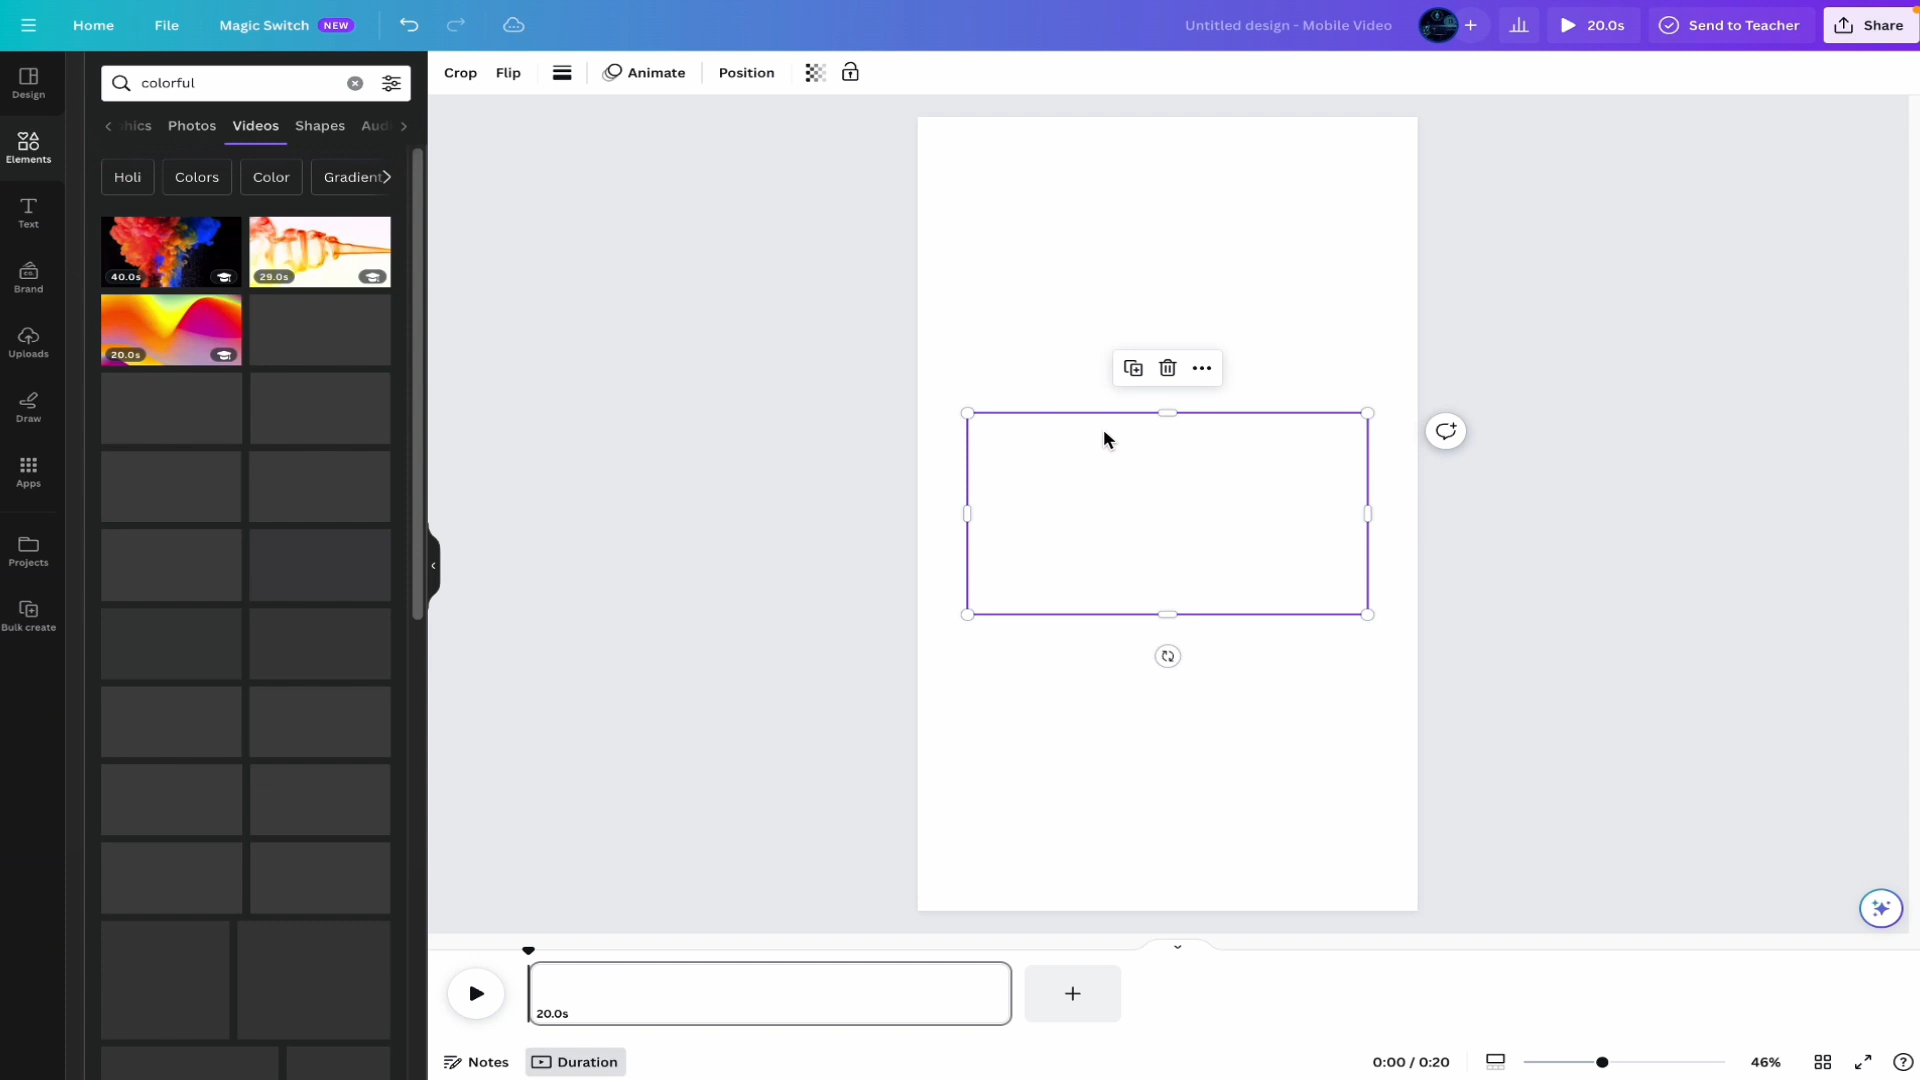 Home File Magic Switch NEW Untitled design - Mobile Video 20.0s Send to Teacher Share
Design
Elements
Text
Brand
Uploads
Draw
Apps
Projects
Bulk create
colorful
hics Photos Videos Shapes Audi
Holi Colors Color Gradient
40.0s 29.0s
20.0s
Crop Flip Animate Position
20.0s
Notes Duration 0:00 / 0:20 46%